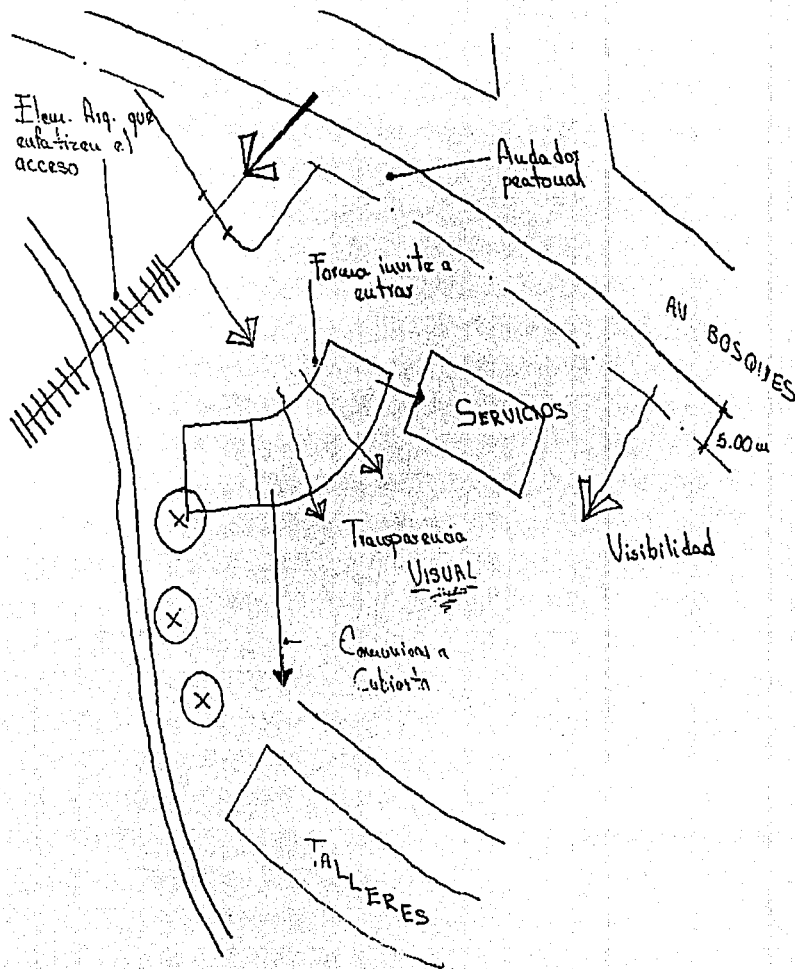 Elem. Arq. que
enfatizen el
acceso
Andador
peatonal
Forma invite a
entrar
AV BOSQUES
SERVICIOS
5.00 m
Transparencia
VISUAL
Visibilidad
a
Cubierta
TALLERES